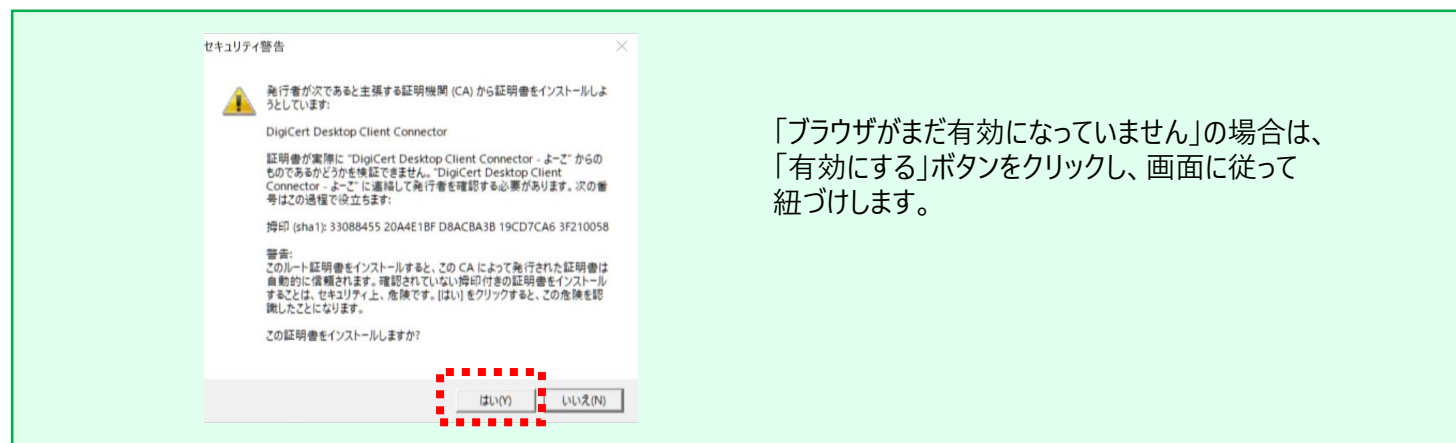 セキュリティ警告
発行者が次であると主張する証明機関 (CA) から証明書をインストールしよ
うとしています:
DigiCert Desktop Client Connector
証明書が実際に "DigiCert Desktop Client Connector - よーご" からの
ものであるかどうかを検証できません。"DigiCert Desktop Client
Connector - よーご" に連絡して発行者を確認する必要があります。次の番
号はこの過程で役立ちます:
拇印 (sha1): 33088455 20A4E1BF D8ACBA3B 19CD7CA6 3F210058
警告:
このルート証明書をインストールすると、この CA によって発行された証明書は
自動的に信頼されます。確認されていない拇印付きの証明書をインストール
することは、セキュリティ上、危険です。[はい] をクリックすると、この危険を認
識したことになります。
この証明書をインストールしますか?
はい(Y)
いいえ(N)
「ブラウザがまだ有効になっていません」の場合は、
「有効にする」ボタンをクリックし、画面に従って
紐づけします。